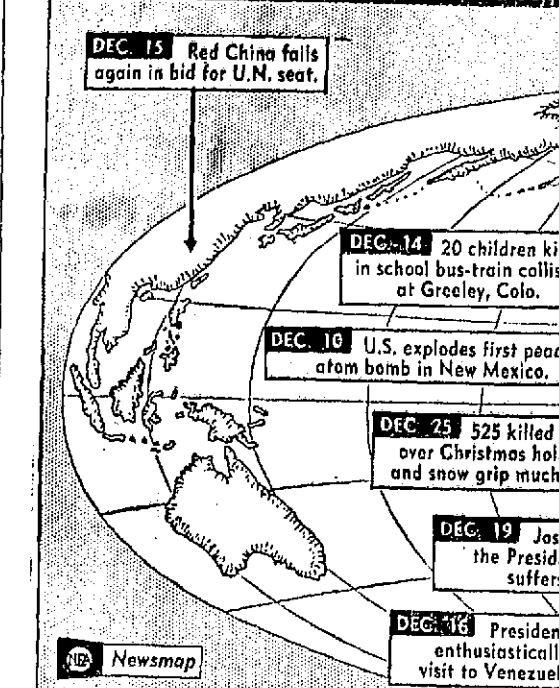 DEC. 15 Red China fails
again in bid for U.N. seat.
DEC. 14 20 children ki
in school bus-train collis
at Greeley, Colo.
DEC. 10 U.S. explodes first peac
atom bomb in New Mexico.
DEC. 25 525 killed
over Christmas hol
and snow grip much
DEC. 19 Jos
the Presid
suffers
DEC. 16 Presiden
enthusiasticall
visit to Venezuel
NEA Newsmap